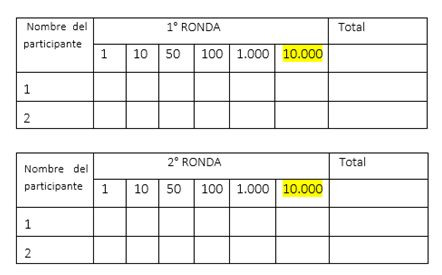 Nombre del participante 1° RONDA Total
1 10 50 100 1.000 10.000
1
2
Nombre del participante 2° RONDA Total
1 10 50 100 1.000 10.000
1
2